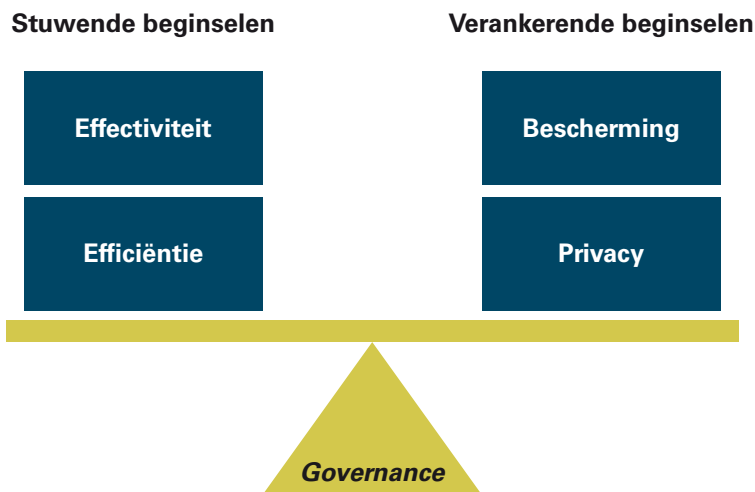 Stuwende beginselen
Verankerende beginselen
Effectiviteit
Bescherming
Efficiëntie
Privacy
Governance